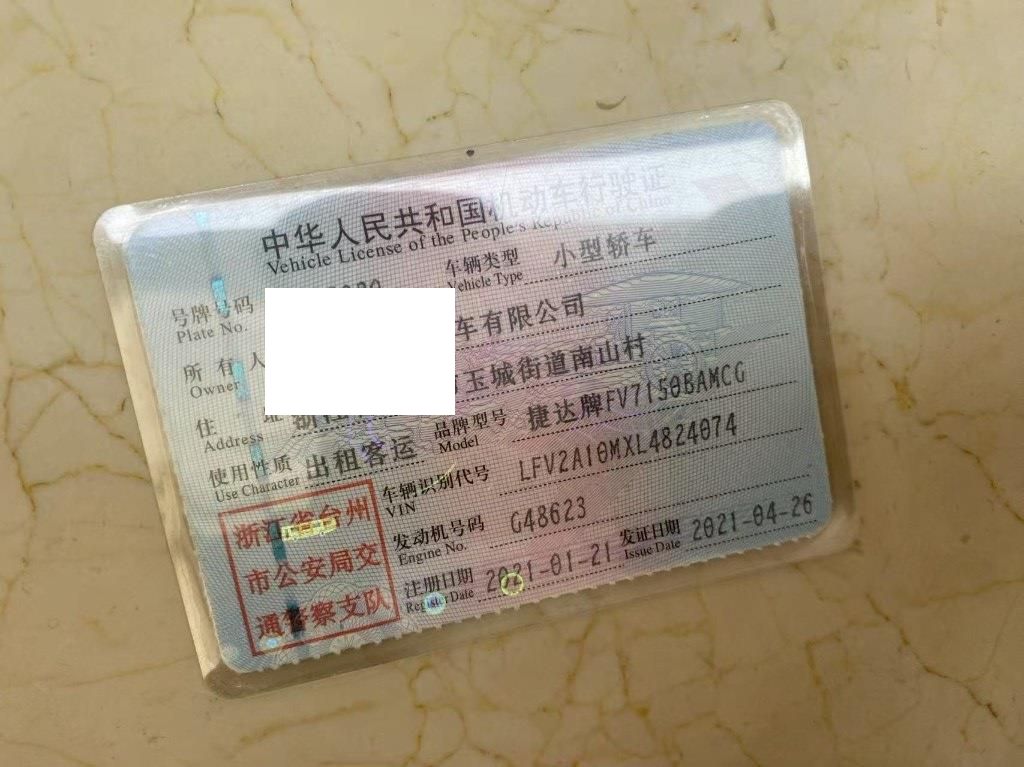 中华人民共和国机动车行驶证
Vehicle License of the People's Republic of China
号牌号码
Plate No.
车辆类型 小型轿车
Vehicle Type
所有人 车有限公司
Owner
住址 浙江 玉城街道南山村
Address
使用性质 出租客运
Use Character
品牌型号 捷达牌FV7150BAMCG
Model
车辆识别代号 LFV2A10MXL4824074
VIN
发动机号码 G48623
Engine No.
注册日期 2021-01-21
Register Date
发证日期 2021-04-26
Issue Date
浙江省台州
市公安局交
通警察支队